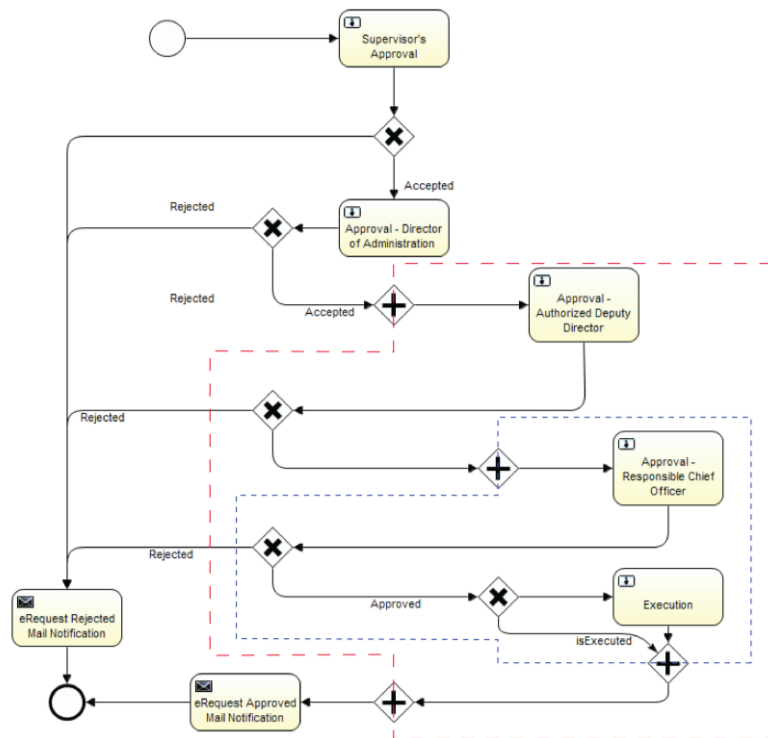 Supervisor's
Approval
Accepted
Rejected
Approval - Director
of Administration
Rejected
Accepted
Approval -
Authorized Deputy
Director
Rejected
Approval -
Responsible Chief
Officer
Rejected
Approved
Execution
isExecuted
eRequest Rejected
Mail Notification
eRequest Approved
Mail Notification